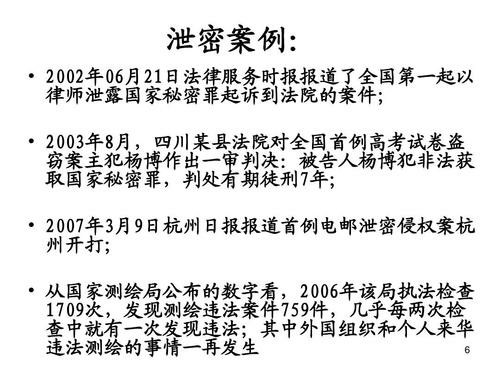 泄密案例:
• 2002年06月21日法律服务时报报道了全国第一起以
律师泄露国家秘密罪起诉到法院的案件;
• 2003年8月，四川某县法院对全国首例高考试卷盗
窃案主犯杨博作出一审判决：被告人杨博犯非法获
取国家秘密罪，判处有期徒刑7年;
• 2007年3月9日杭州日报报道首例电邮泄密侵权案杭
州开打;
• 从国家测绘局公布的数字看，2006年该局执法检查
1709次，发现测绘违法案件759件，几乎每两次检
查中就有一次发现违法；其中外国组织和个人来华
违法测绘的事情一再发生
6